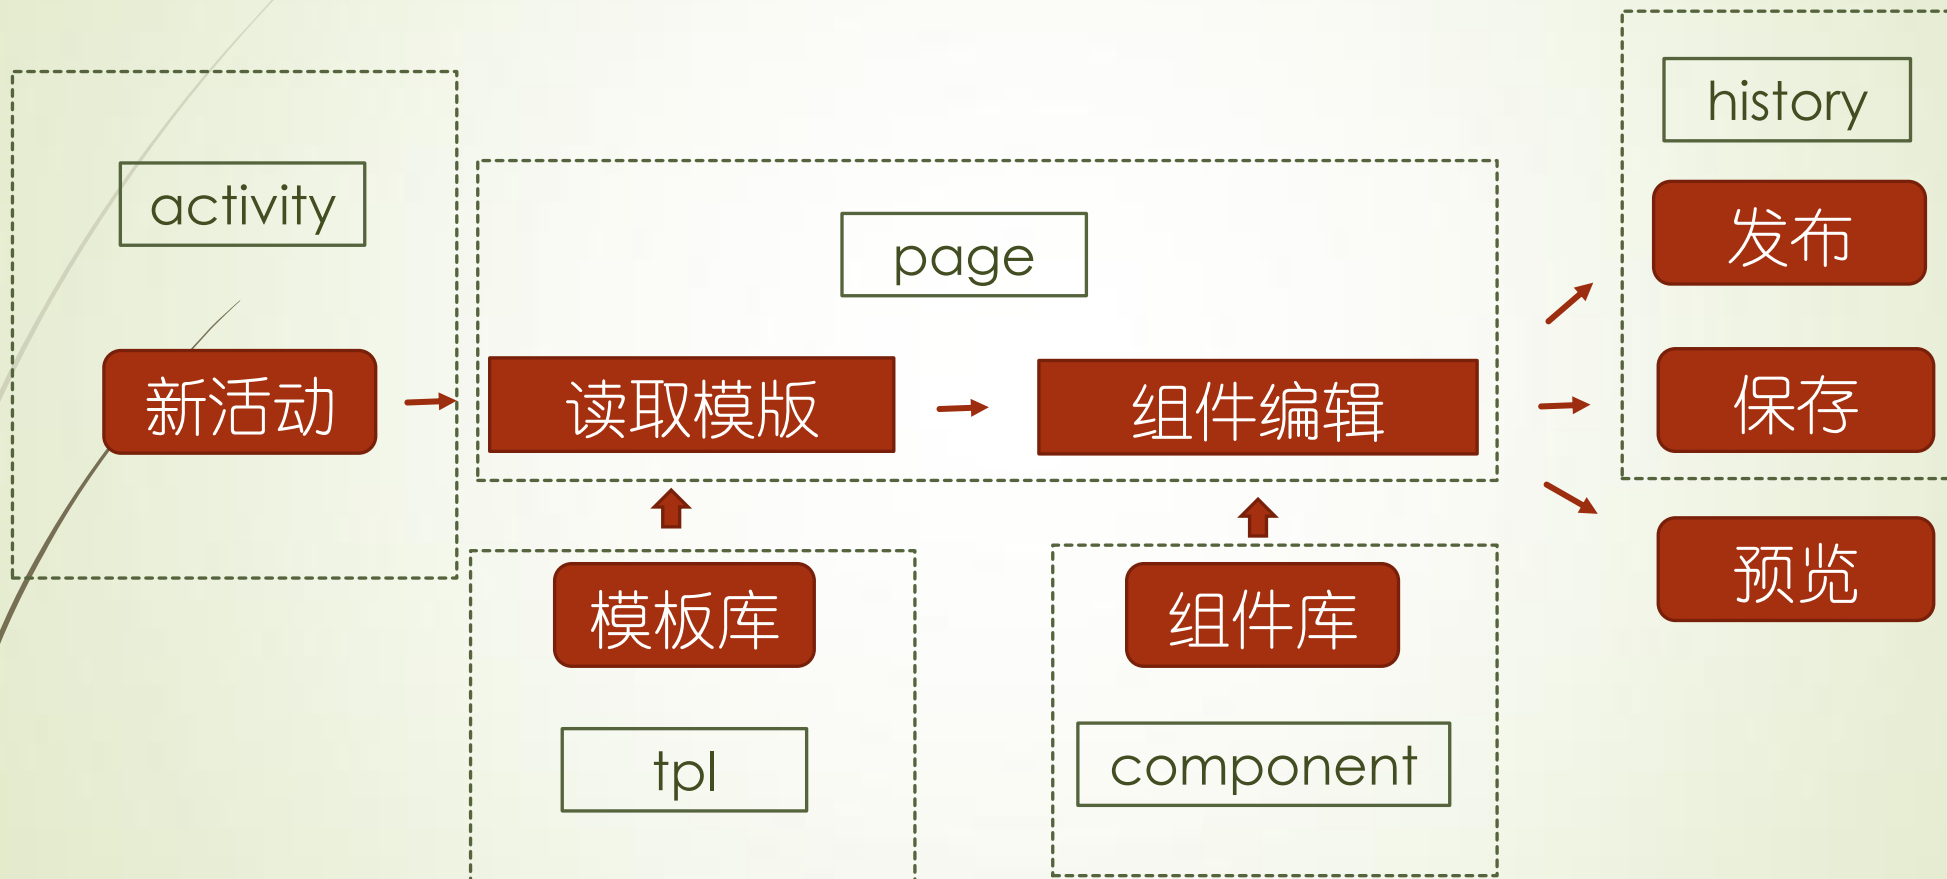 activity
新活动
page
读取模版
组件编辑
模板库
tpl
组件库
component
history
发布
保存
预览